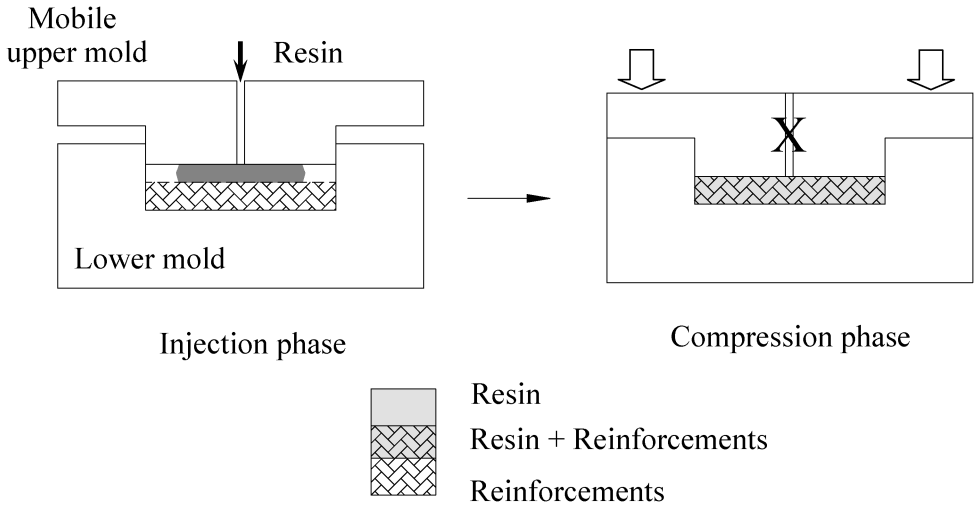 Mobile
upper mold
Resin
X
Lower mold
Injection phase
Compression phase
Resin
Resin + Reinforcements
Reinforcements